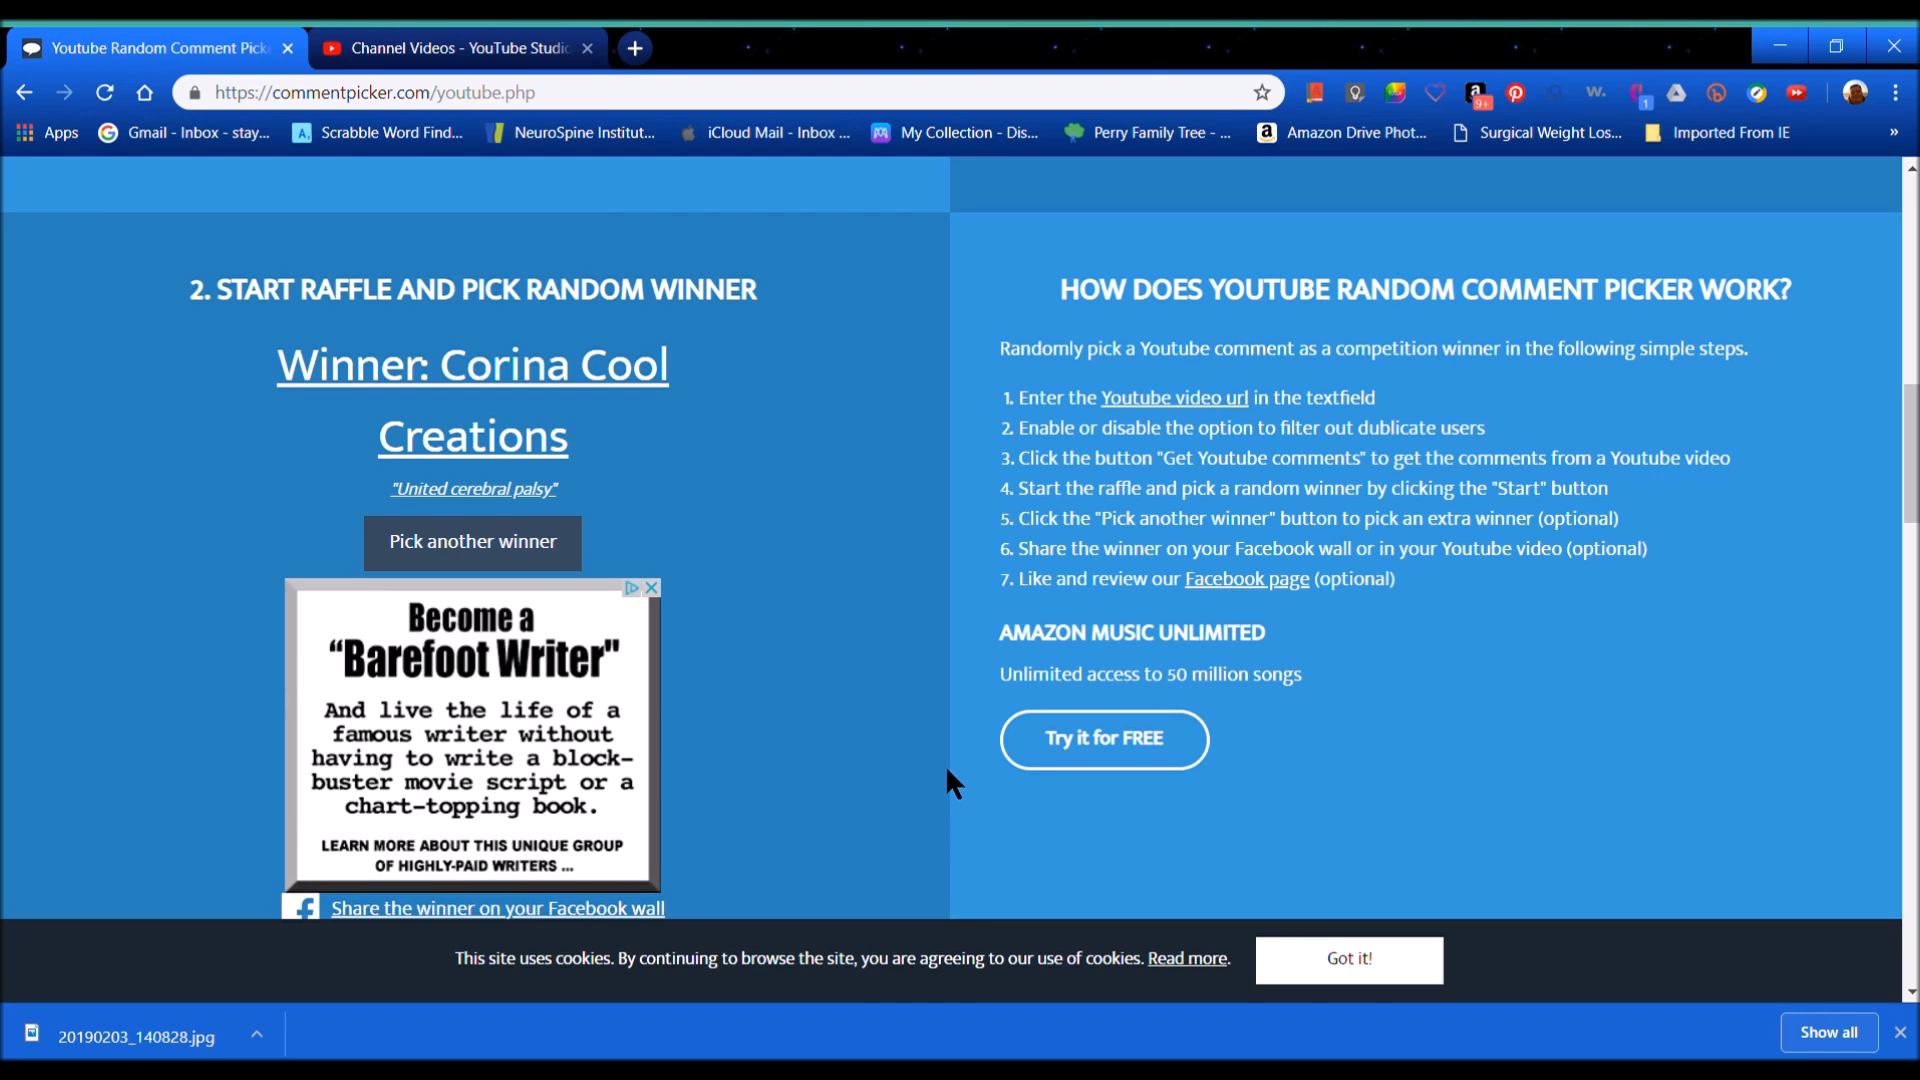 Youtube Random Comment Pick
Channel Videos - YouTube Studio
https://commentpicker.com/youtube.php
9+
w.
1
Apps
Gmail - Inbox - stay...
Scrabble Word Find...
NeuroSpine Institut...
iCloud Mail - Inbox ...
My Collection - Dis...
Perry Family Tree - ...
Amazon Drive Phot...
Surgical Weight Los...
Imported From IE
»
2. START RAFFLE AND PICK RANDOM WINNER
Winner: Corina Cool
Creations
"United cerebral palsy"
Pick another winner
Become a
“Barefoot Writer"
And live the life of a
famous writer without
having to write a block-
buster movie script or a
chart-topping book.
LEARN MORE ABOUT THIS UNIQUE GROUP
OF HIGHLY-PAID WRITERS ...
Share the winner on your Facebook wall
HOW DOES YOUTUBE RANDOM COMMENT PICKER WORK?
Randomly pick a Youtube comment as a competition winner in the following simple steps.
1. Enter the Youtube video url in the textfield
2. Enable or disable the option to filter out dublicate users
3. Click the button "Get Youtube comments" to get the comments from a Youtube video
4. Start the raffle and pick a random winner by clicking the "Start" button
5. Click the "Pick another winner" button to pick an extra winner (optional)
6. Share the winner on your Facebook wall or in your Youtube video (optional)
7. Like and review our Facebook page (optional)
AMAZON MUSIC UNLIMITED
Unlimited access to 50 million songs
Try it for FREE
This site uses cookies. By continuing to browse the site, you are agreeing to our use of cookies. Read more.
Got it!
20190203_140828.jpg
Show all